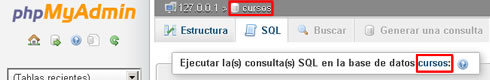 phpMyAdmin
127.0.0.1 » cursos
Estructura SQL Buscar Generar una consulta
Ejecutar la(s) consulta(s) SQL en la base de datos cursos:
(Tablas recientes) ...